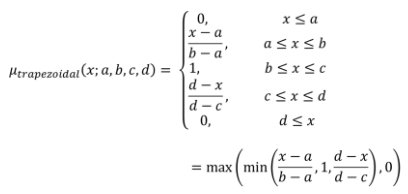 μ_trapezoidal(x; a, b, c, d) = { 0, x ≤ a
(x − a)/(b − a), a ≤ x ≤ b
1, b ≤ x ≤ c
(d − x)/(d − c), c ≤ x ≤ d
0, d ≤ x
= max(min((x − a)/(b − a), 1, (d − x)/(d − c)), 0)